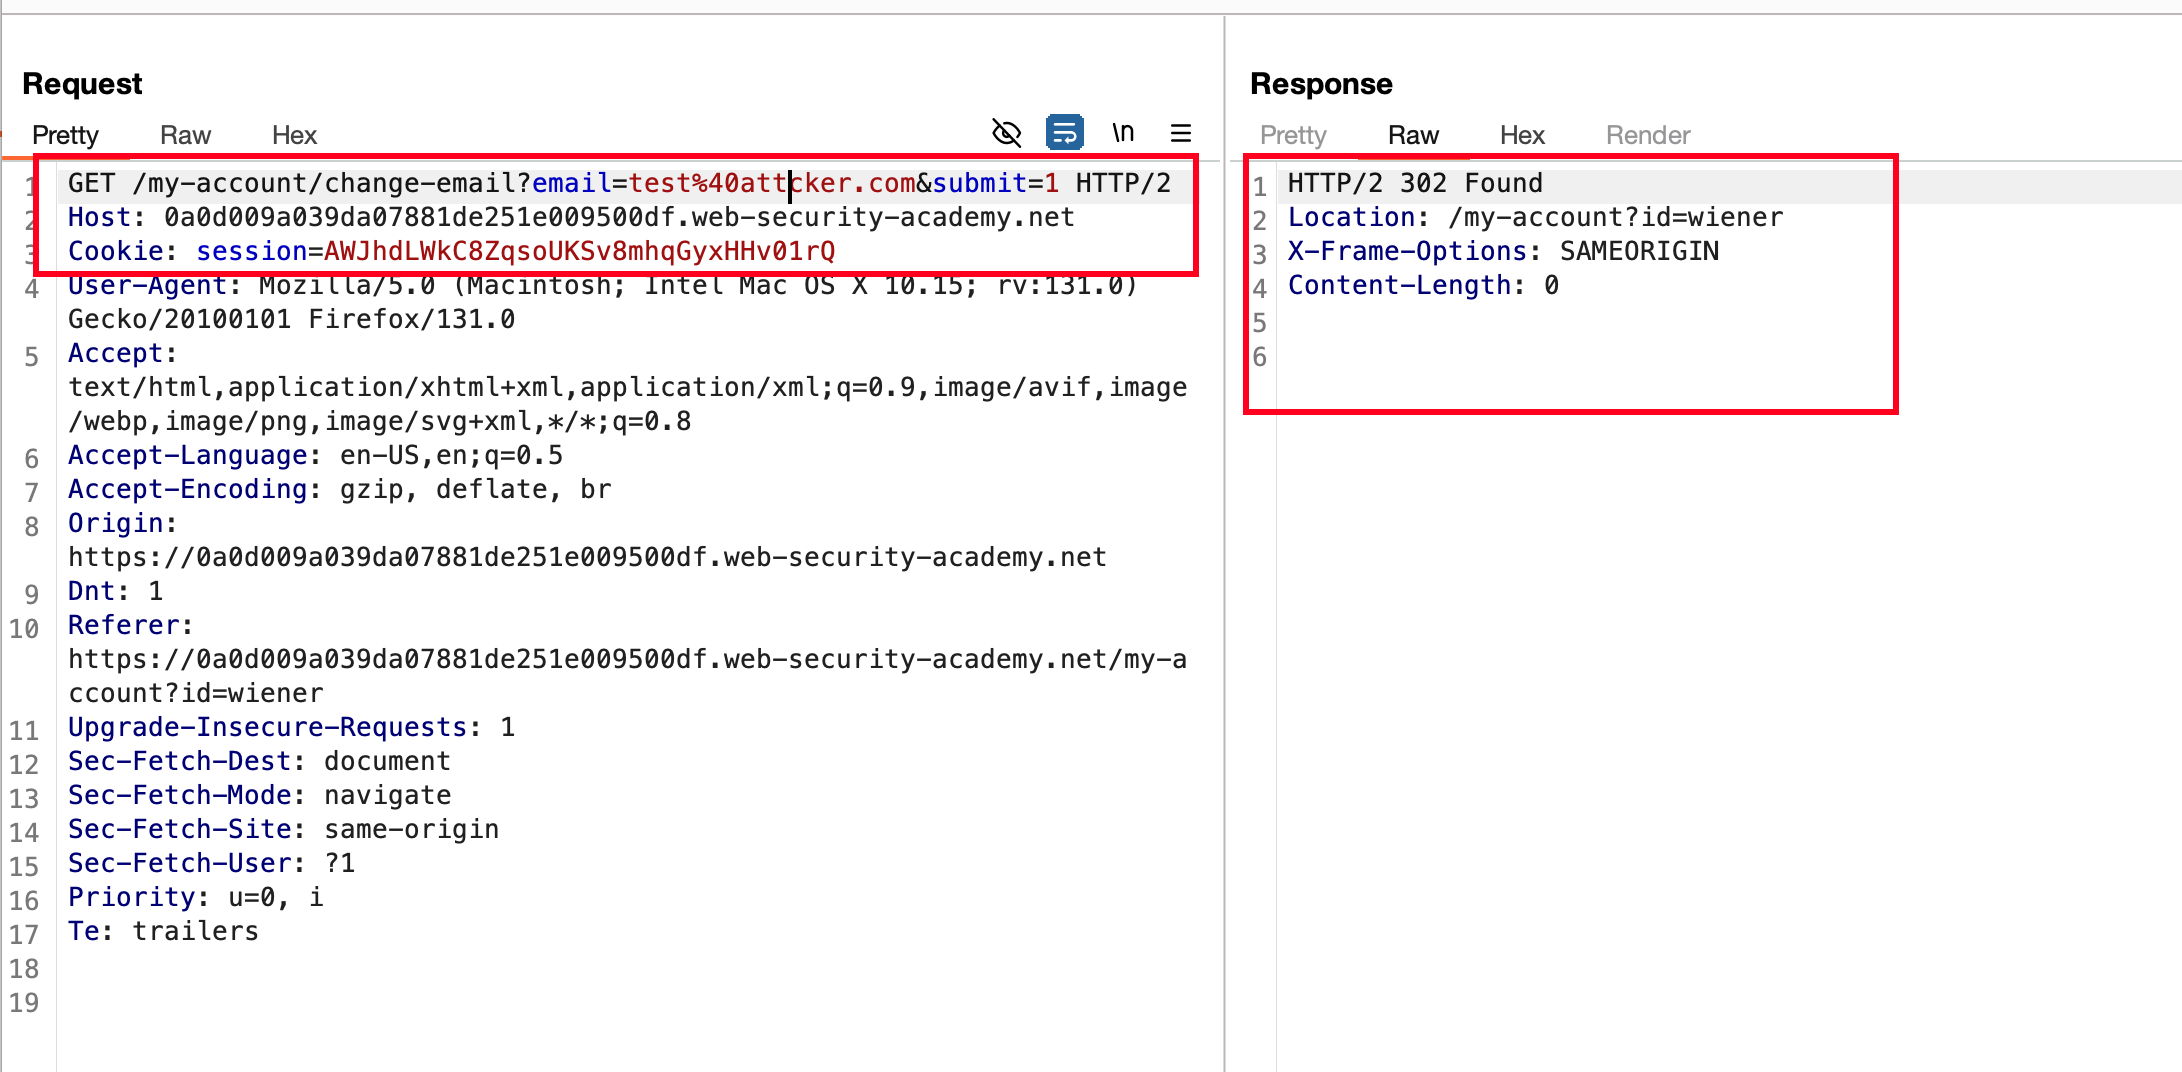 Request
Pretty Raw Hex \n
1 GET /my-account/change-email?email=test%40attcker.com&submit=1 HTTP/2
2 Host: 0a0d009a039da07881de251e009500df.web-security-academy.net
3 Cookie: session=AWJhdLWkC8ZqsoUKSv8mhqGyxHHv01rQ
4 User-Agent: Mozilla/5.0 (Macintosh; Intel Mac OS X 10.15; rv:131.0)
Gecko/20100101 Firefox/131.0
5 Accept:
text/html,application/xhtml+xml,application/xml;q=0.9,image/avif,image
/webp,image/png,image/svg+xml,*/*;q=0.8
6 Accept-Language: en-US,en;q=0.5
7 Accept-Encoding: gzip, deflate, br
8 Origin:
https://0a0d009a039da07881de251e009500df.web-security-academy.net
9 Dnt: 1
10 Referer:
https://0a0d009a039da07881de251e009500df.web-security-academy.net/my-a
ccount?id=wiener
11 Upgrade-Insecure-Requests: 1
12 Sec-Fetch-Dest: document
13 Sec-Fetch-Mode: navigate
14 Sec-Fetch-Site: same-origin
15 Sec-Fetch-User: ?1
16 Priority: u=0, i
17 Te: trailers
18
19
Response
Pretty Raw Hex Render
1 HTTP/2 302 Found
2 Location: /my-account?id=wiener
3 X-Frame-Options: SAMEORIGIN
4 Content-Length: 0
5
6